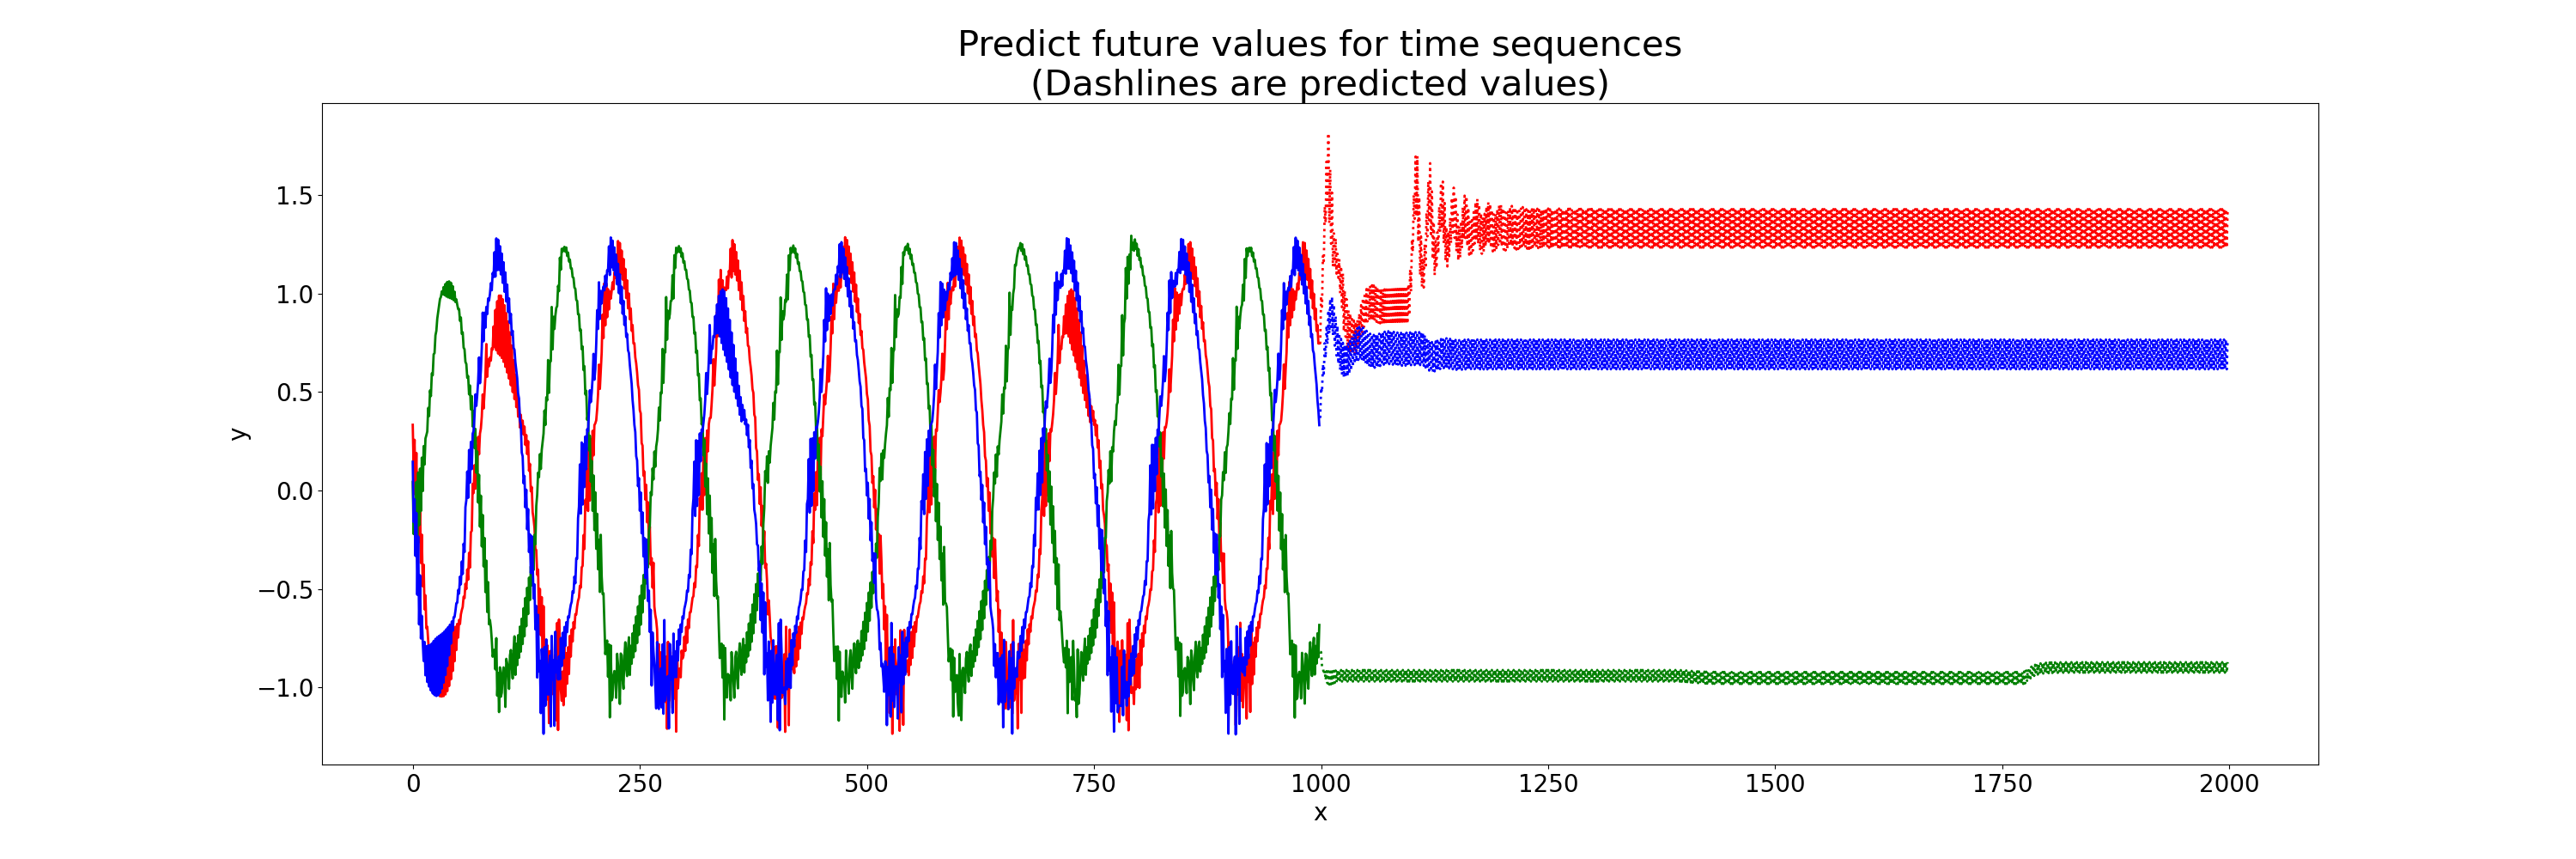 Predict future values for time sequences
(Dashlines are predicted values)
1.5
1.0
0.5
0.0
−0.5
−1.0
y
0 250 500 750 1000 1250 1500 1750 2000
x